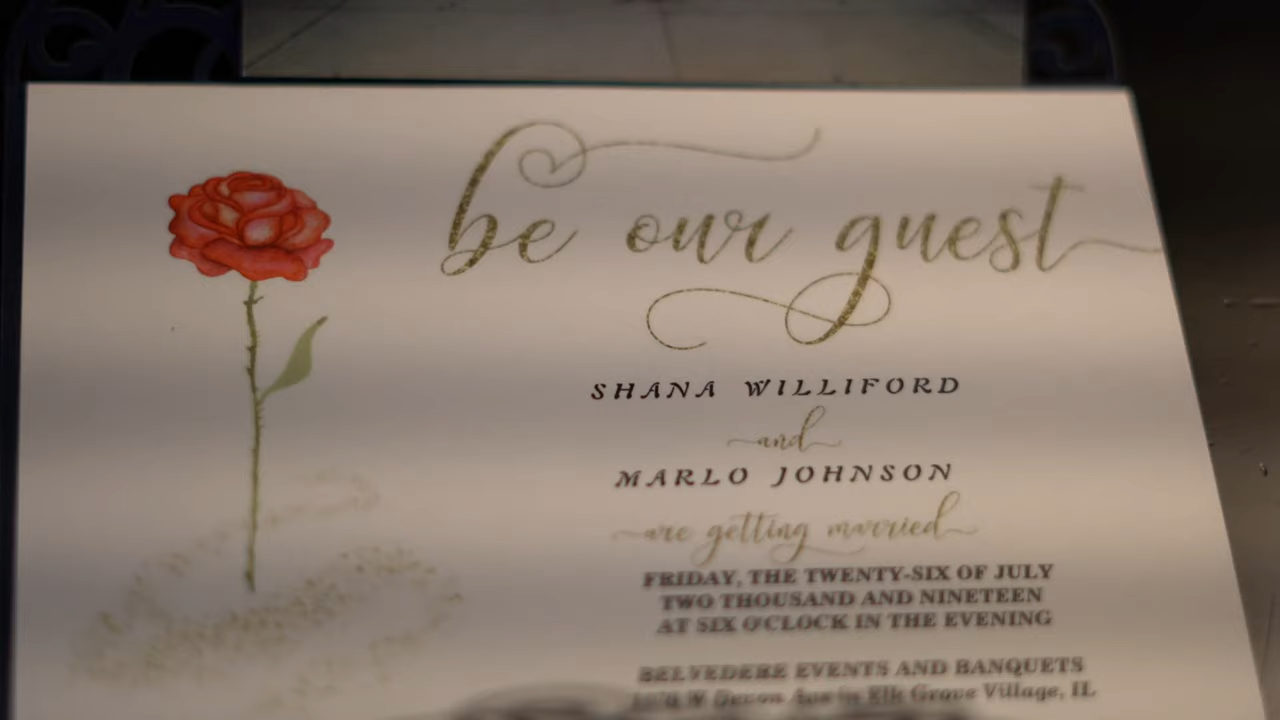 be our guest
SHANA WILLIFORD
and
MARLO JOHNSON
are getting married
FRIDAY, THE TWENTY-SIX OF JULY
TWO THOUSAND AND NINETEEN
AT SIX O'CLOCK IN THE EVENING
BELVEDERE EVENTS AND BANQUETS
W Devon Ave in Elk Grove Village, IL